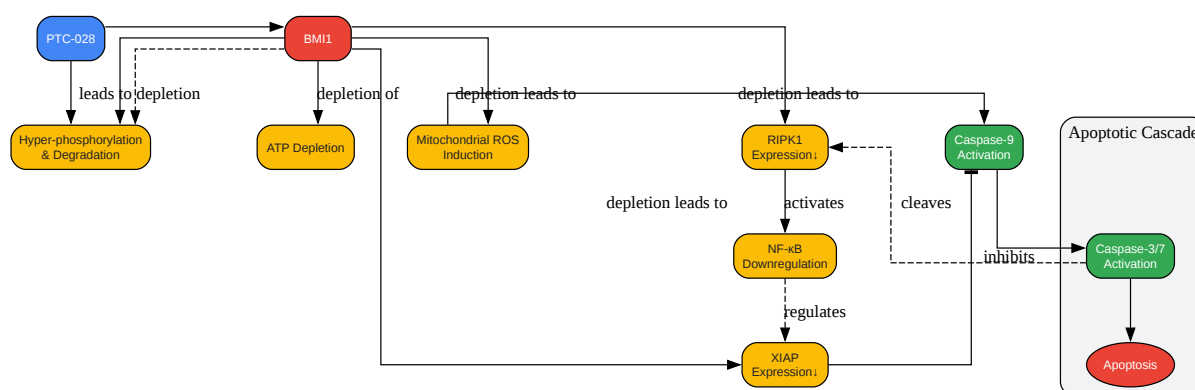 PTC-028
BMI1
leads to depletion
depletion of
depletion leads to
depletion leads to
Hyper-phosphorylation
& Degradation
ATP Depletion
Mitochondrial ROS
Induction
RIPK1
Expression↓
Caspase-9
Activation
Apoptotic Cascade
depletion leads to
activates
cleaves
NF-κB
Downregulation
inhibits
Caspase-3/7
Activation
regulates
XIAP
Expression↓
Apoptosis